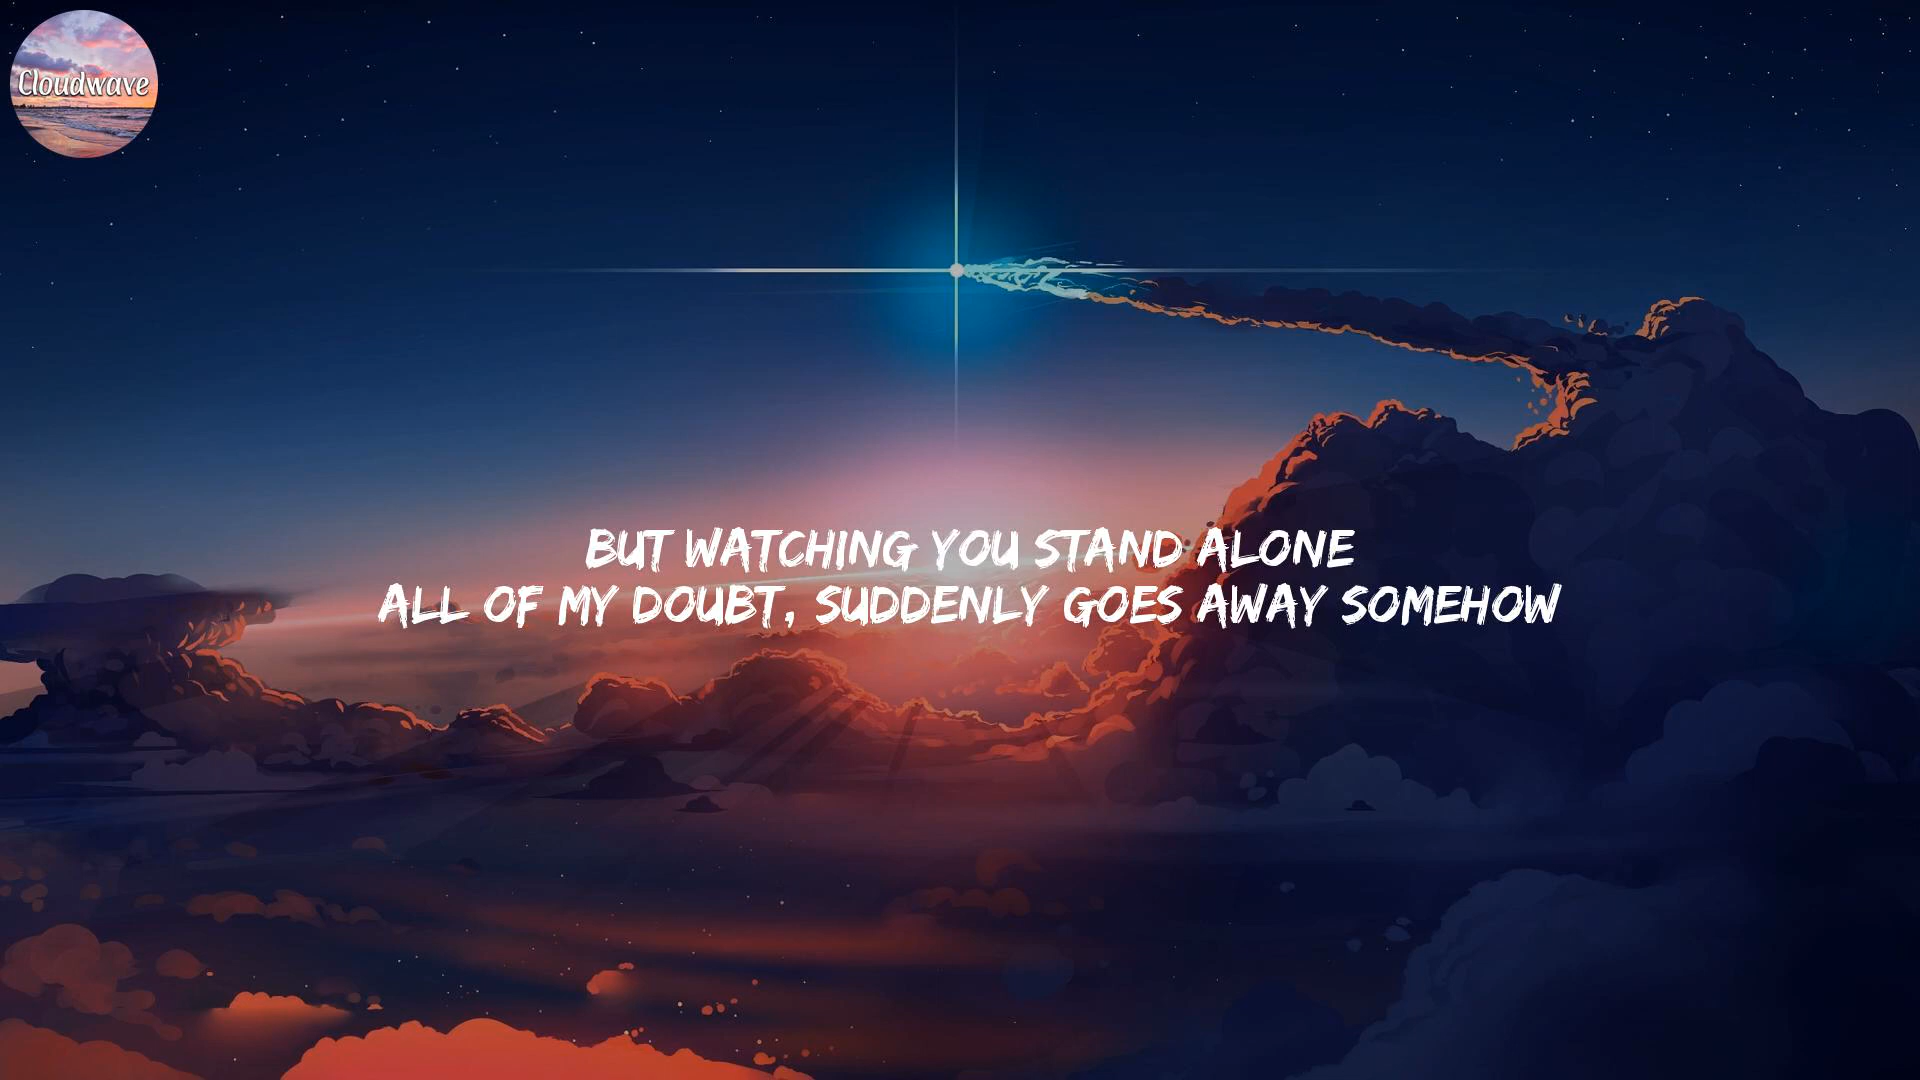 Cloudwave
BUT WATCHING YOU STAND ALONE
ALL OF MY DOUBT, SUDDENLY GOES AWAY SOMEHOW